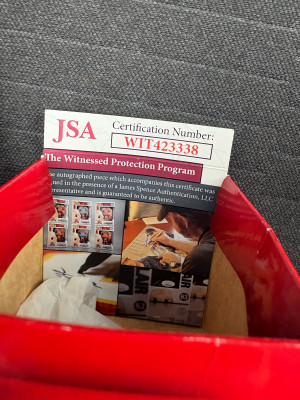 JSA
Certification Number:
WIT423338
The Witnessed Protection Program
autographed piece which accompanies this certificate was
in the presence of a James Spence Authentication, LLC
and is guaranteed to be authentic.